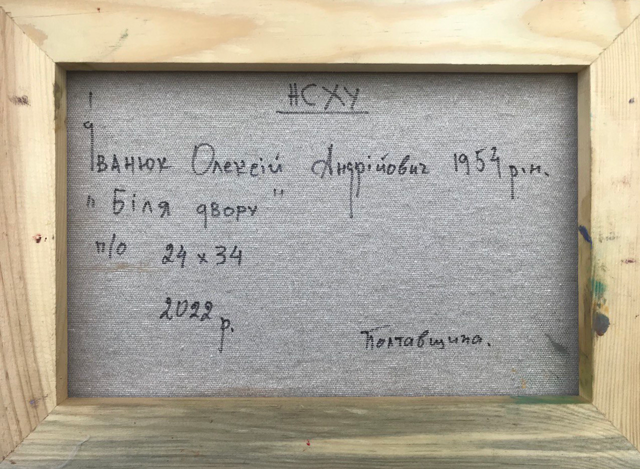 НСХУ
Іванюк Олексій Андрійович 1954 р.н.
"Біля двору"
п/о 24 х 34
2022 р.
Полтавщина.